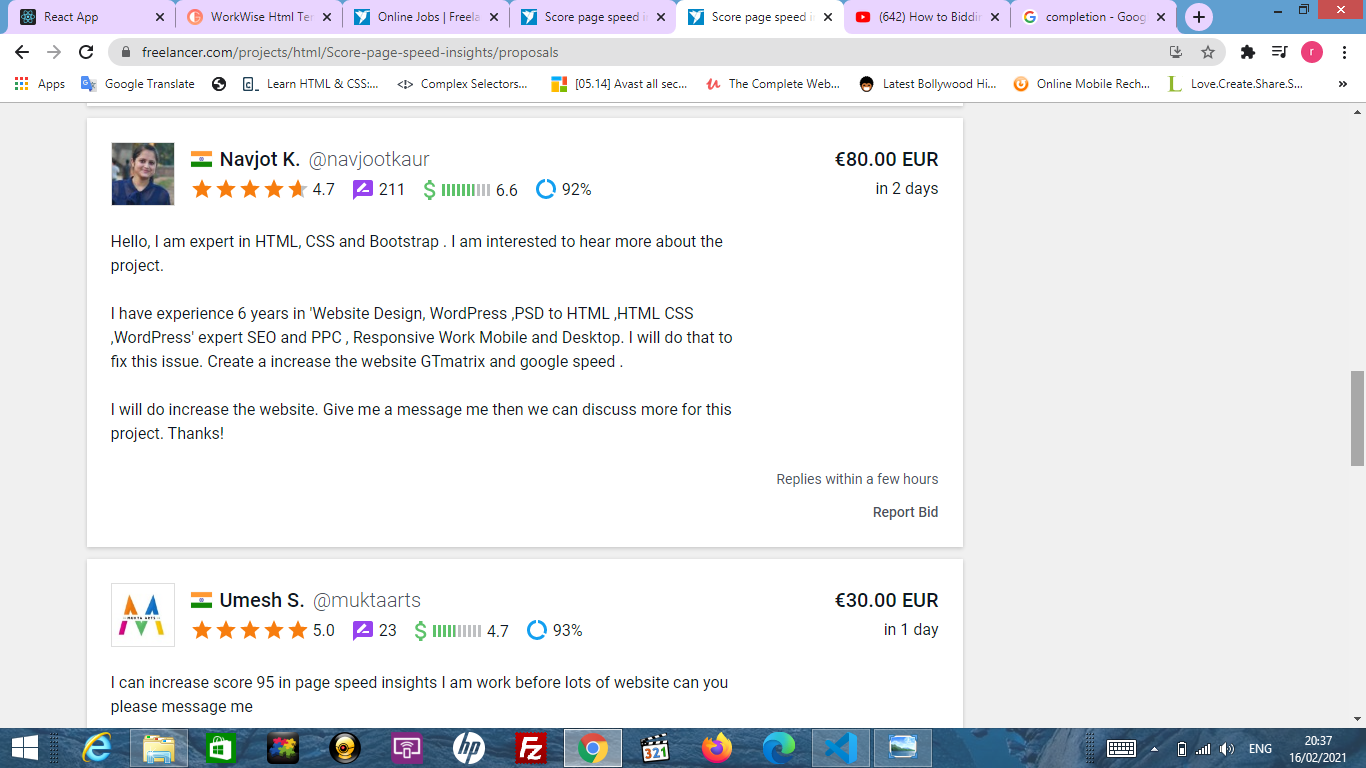 React App
WorkWise Html Ter
Online Jobs | Freela
Score page speed i
Score page speed i
(642) How to Biddin
completion - Goog
freelancer.com/projects/html/Score-page-speed-insights/proposals
r
Apps
Google Translate
Learn HTML & CSS:...
Complex Selectors...
[05.14] Avast all sec...
The Complete Web...
Latest Bollywood Hi...
Online Mobile Rech...
Love.Create.Share.S...
»
Navjot K. @navjootkaur
€80.00 EUR
4.7 211 6.6 92%
in 2 days
Hello, I am expert in HTML, CSS and Bootstrap . I am interested to hear more about the
project.
I have experience 6 years in 'Website Design, WordPress ,PSD to HTML ,HTML CSS
,WordPress' expert SEO and PPC , Responsive Work Mobile and Desktop. I will do that to
fix this issue. Create a increase the website GTmatrix and google speed .
I will do increase the website. Give me a message me then we can discuss more for this
project. Thanks!
Replies within a few hours
Report Bid
MUKTA ARTS
Umesh S. @muktaarts
€30.00 EUR
5.0 23 4.7 93%
in 1 day
I can increase score 95 in page speed insights I am work before lots of website can you
please message me
hp
Fz
321
ENG
20:37
16/02/2021